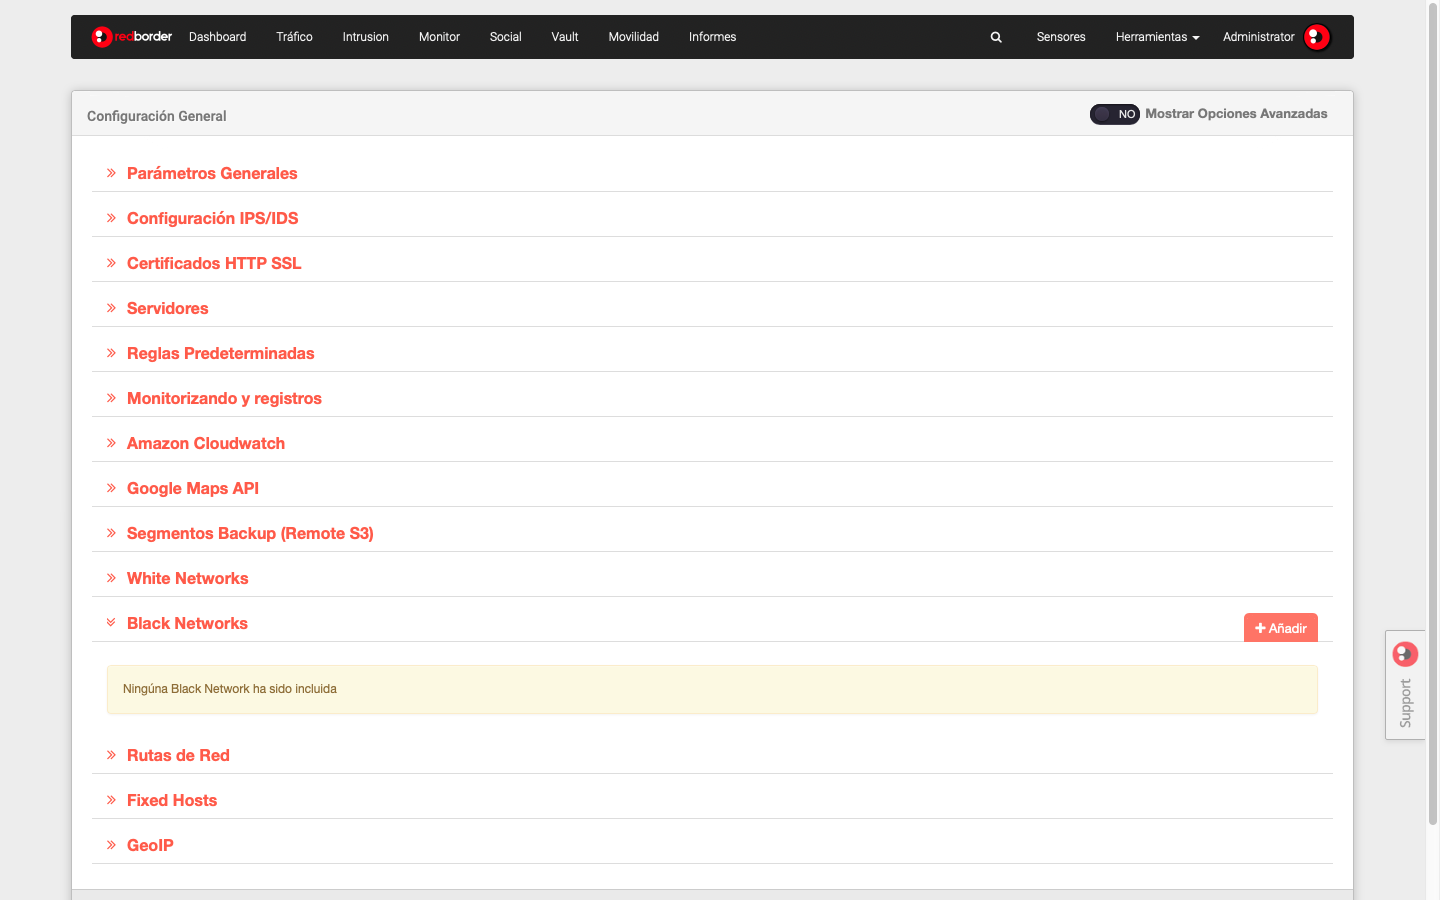 redborder Dashboard Tráfico Intrusion Monitor Social Vault Movilidad Informes Sensores Herramientas Administrator
Configuración General NO Mostrar Opciones Avanzadas
Parámetros Generales
Configuración IPS/IDS
Certificados HTTP SSL
Servidores
Reglas Predeterminadas
Monitorizando y registros
Amazon Cloudwatch
Google Maps API
Segmentos Backup (Remote S3)
White Networks
Black Networks Añadir
Ningúna Black Network ha sido incluida
Rutas de Red
Fixed Hosts
GeoIP
Support